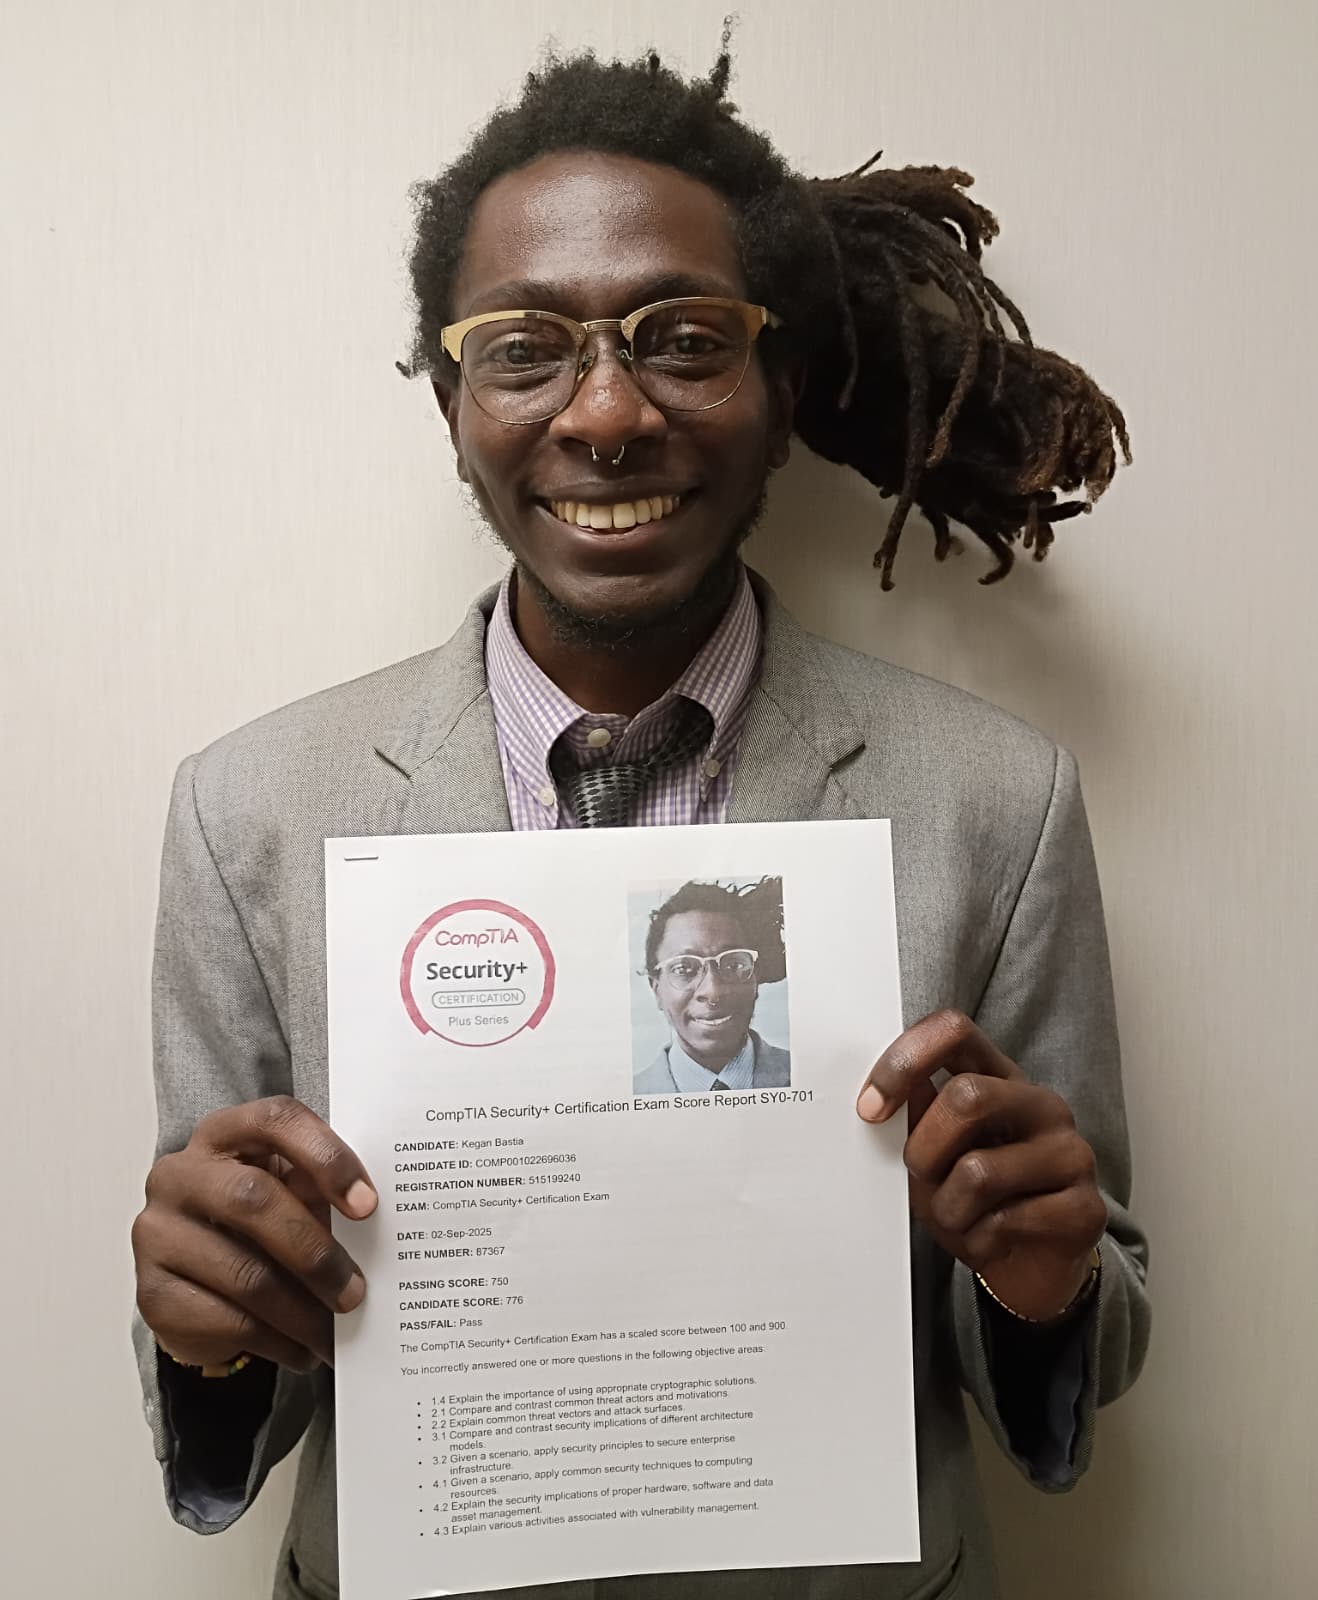 CompTIA
Security+
CERTIFICATION
Plus Series
CompTIA Security+ Certification Exam Score Report SY0-701
CANDIDATE: Kegan Bastia
CANDIDATE ID: COMP001022696036
REGISTRATION NUMBER: 515199240
EXAM: CompTIA Security+ Certification Exam
DATE: 02-Sep-2025
SITE NUMBER: 87367
PASSING SCORE: 750
CANDIDATE SCORE: 776
PASS/FAIL: Pass
The CompTIA Security+ Certification Exam has a scaled score between 100 and 900.
You incorrectly answered one or more questions in the following objective areas:
• 1.4 Explain the importance of using appropriate cryptographic solutions.
• 2.1 Compare and contrast common threat actors and motivations.
• 2.2 Explain common threat vectors and attack surfaces.
• 3.1 Compare and contrast security implications of different architecture
models.
• 3.2 Given a scenario, apply security principles to secure enterprise
infrastructure.
• 4.1 Given a scenario, apply common security techniques to computing
resources.
• 4.2 Explain the security implications of proper hardware, software and data
asset management.
• 4.3 Explain various activities associated with vulnerability management.